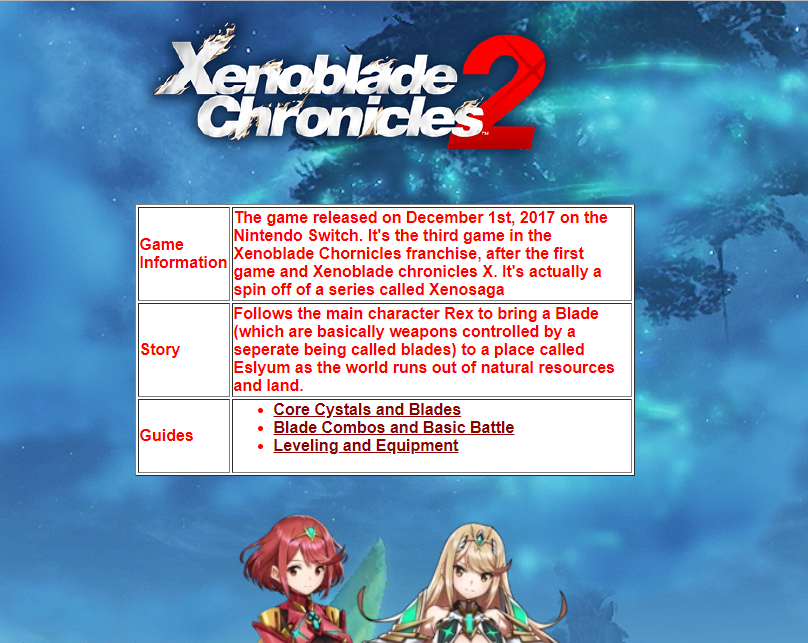 Xenoblade
Chronicles 2™
Game
Information
The game released on December 1st, 2017 on the
Nintendo Switch. It's the third game in the
Xenoblade Chornicles franchise, after the first
game and Xenoblade chronicles X. It's actually a
spin off of a series called Xenosaga
Story
Follows the main character Rex to bring a Blade
(which are basically weapons controlled by a
seperate being called blades) to a place called
Eslyum as the world runs out of natural resources
and land.
Guides
• Core Cystals and Blades
• Blade Combos and Basic Battle
• Leveling and Equipment